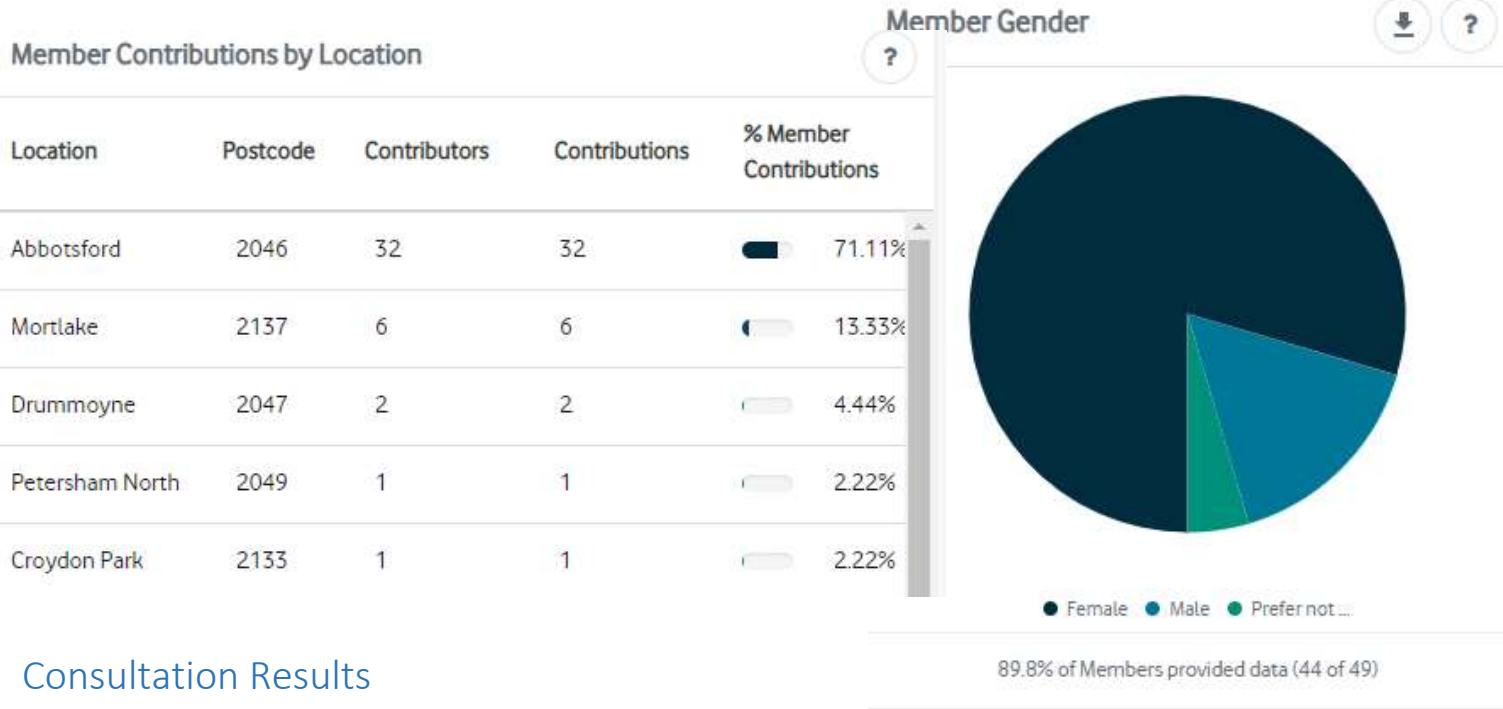 Member Contributions by Location
?
Location Postcode Contributors Contributions % Member Contributions
Abbotsford 2046 32 32 71.11%
Mortlake 2137 6 6 13.33%
Drummoyne 2047 2 2 4.44%
Petersham North 2049 1 1 2.22%
Croydon Park 2133 1 1 2.22%
Member Gender
?
Female Male Prefer not ...
89.8% of Members provided data (44 of 49)
Consultation Results